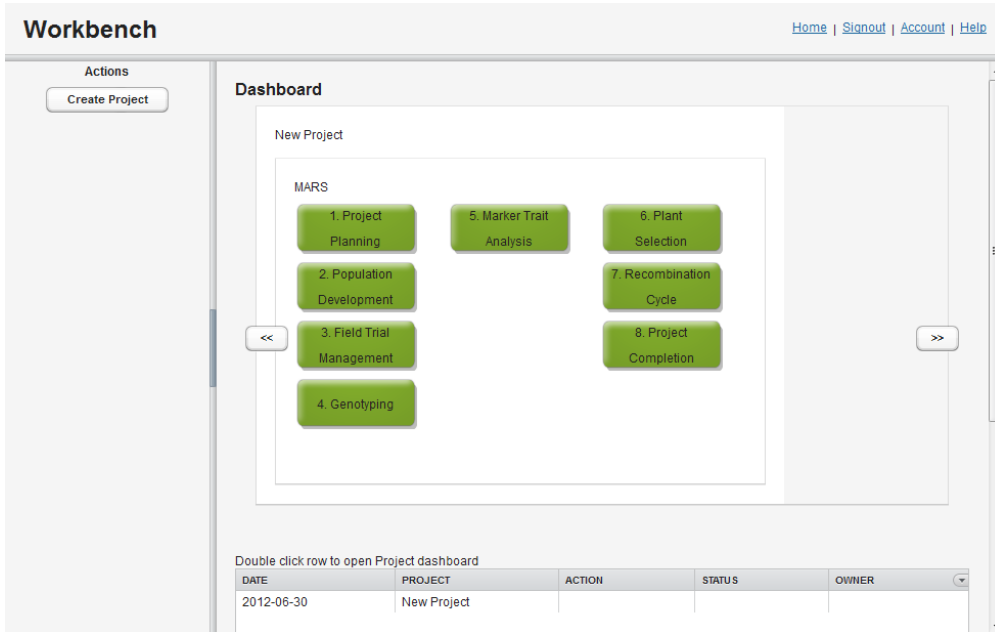 Workbench
Home | Signout | Account | Help
Actions
Create Project
Dashboard
New Project
MARS
1. Project
Planning
2. Population
Development
3. Field Trial
Management
4. Genotyping
5. Marker Trait
Analysis
6. Plant
Selection
7. Recombination
Cycle
8. Project
Completion
<<
>>
Double click row to open Project dashboard
DATE PROJECT ACTION STATUS OWNER
2012-06-30 New Project